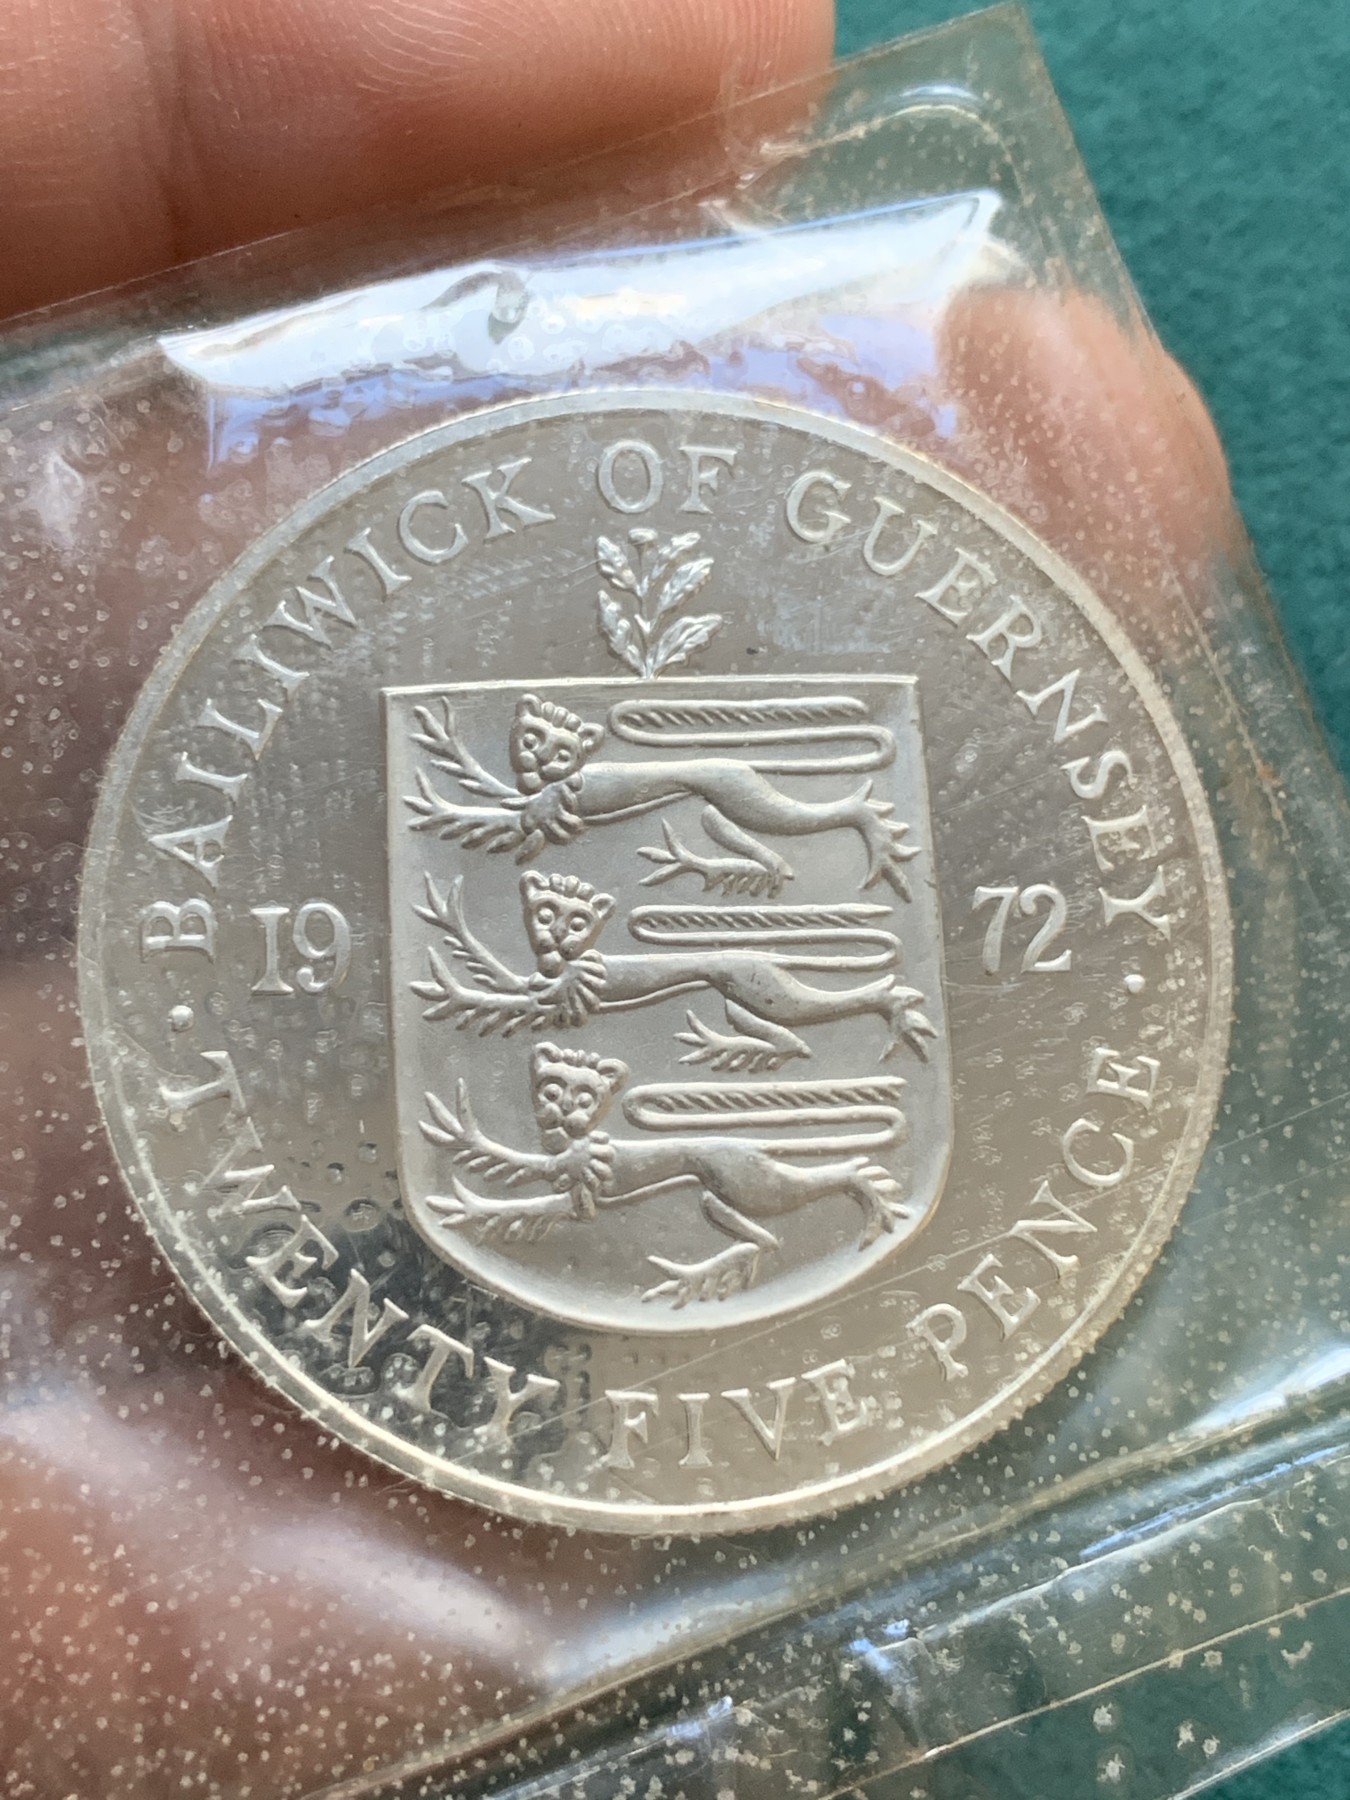 · BAILIWICK OF GUERNSEY ·
19 72
TWENTY FIVE PENCE